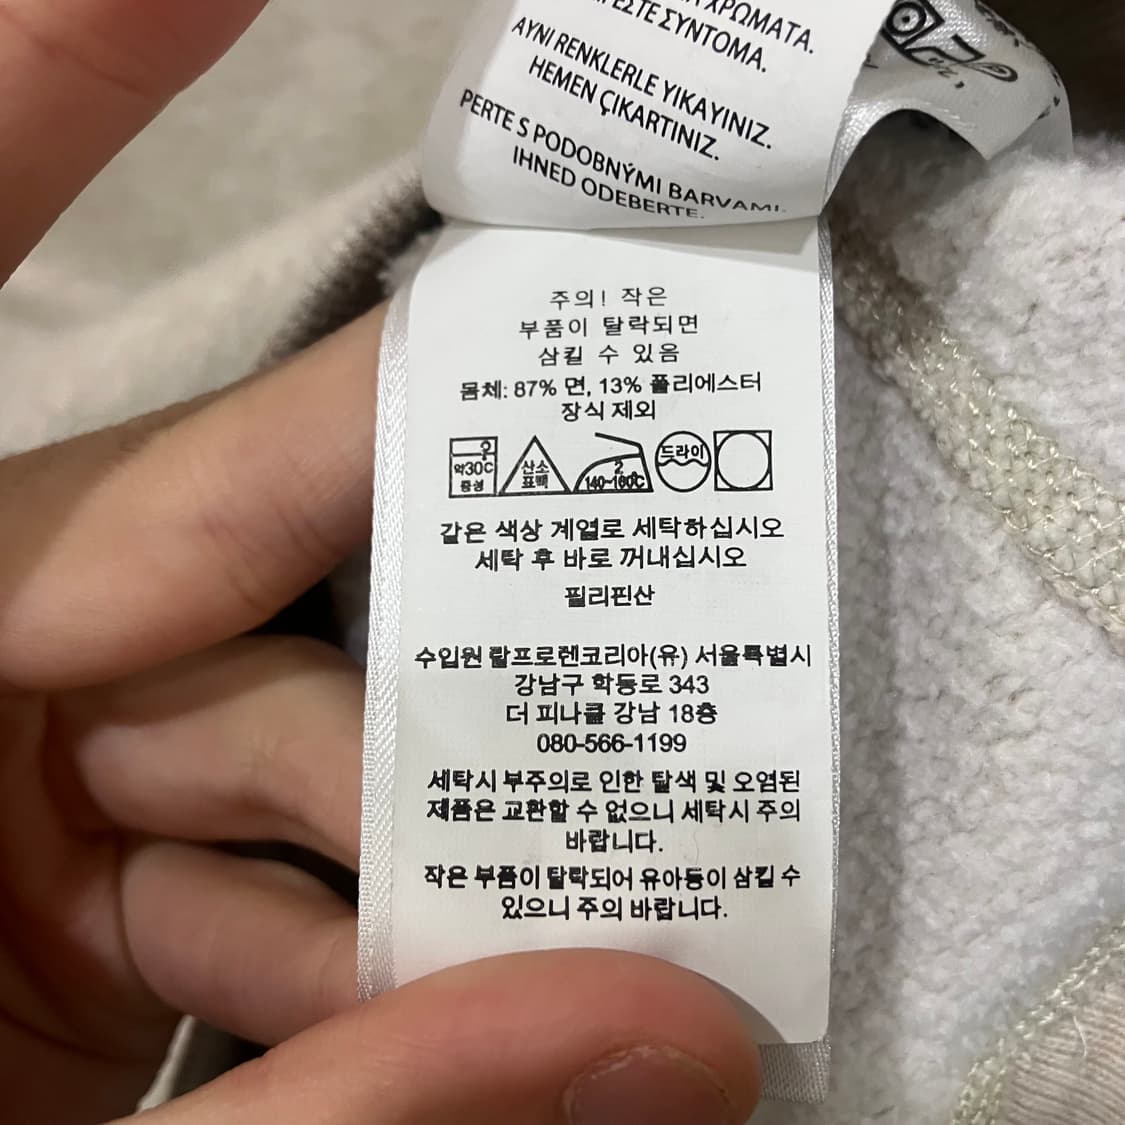 ΧΡΩΜΑΤΑ.
ΣΥΝΤΟΜΑ.
AYNI RENKLERLE YIKAYINIZ.
HEMEN ÇIKARTINIZ.
PERTE S PODOBNÝMI BARVAMI.
IHNED ODEBERTE.
주의! 작은
부품이 탈락되면
삼킬 수 있음
몸체: 87% 면, 13% 폴리에스터
장식 제외
약30℃ 중성
산소 표백
2. 140~160℃
드라이
같은 색상 계열로 세탁하십시오
세탁 후 바로 꺼내십시오
필리핀산
수입원 랄프로렌코리아(유) 서울특별시
강남구 학동로 343
더 피나클 강남 18층
080-566-1199
세탁시 부주의로 인한 탈색 및 오염된
제품은 교환할 수 없으니 세탁시 주의
바랍니다.
작은 부품이 탈락되어 유아등이 삼킬 수
있으니 주의 바랍니다.